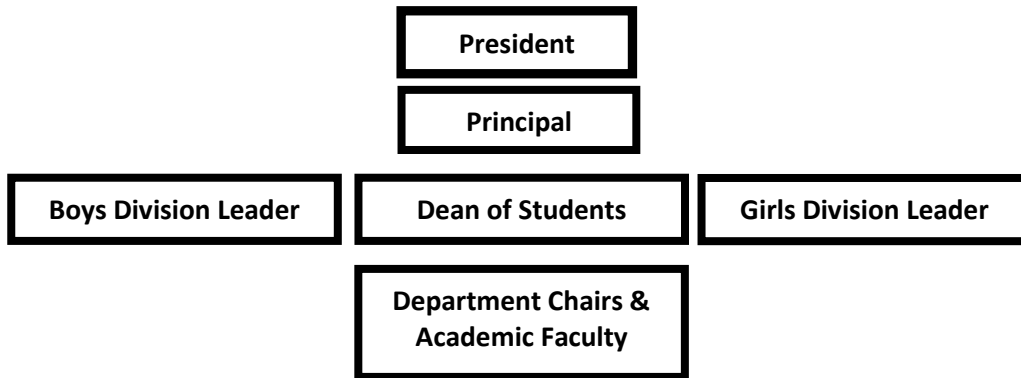 President
Principal
Boys Division Leader
Dean of Students
Girls Division Leader
Department Chairs &
Academic Faculty